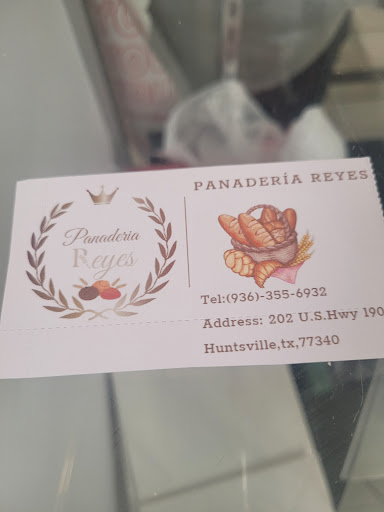 Panaderia
Reyes
PANADERÍA REYES
Tel:(936)-355-6932
Address: 202 U.S.Hwy 190
Huntsville,tx,77340